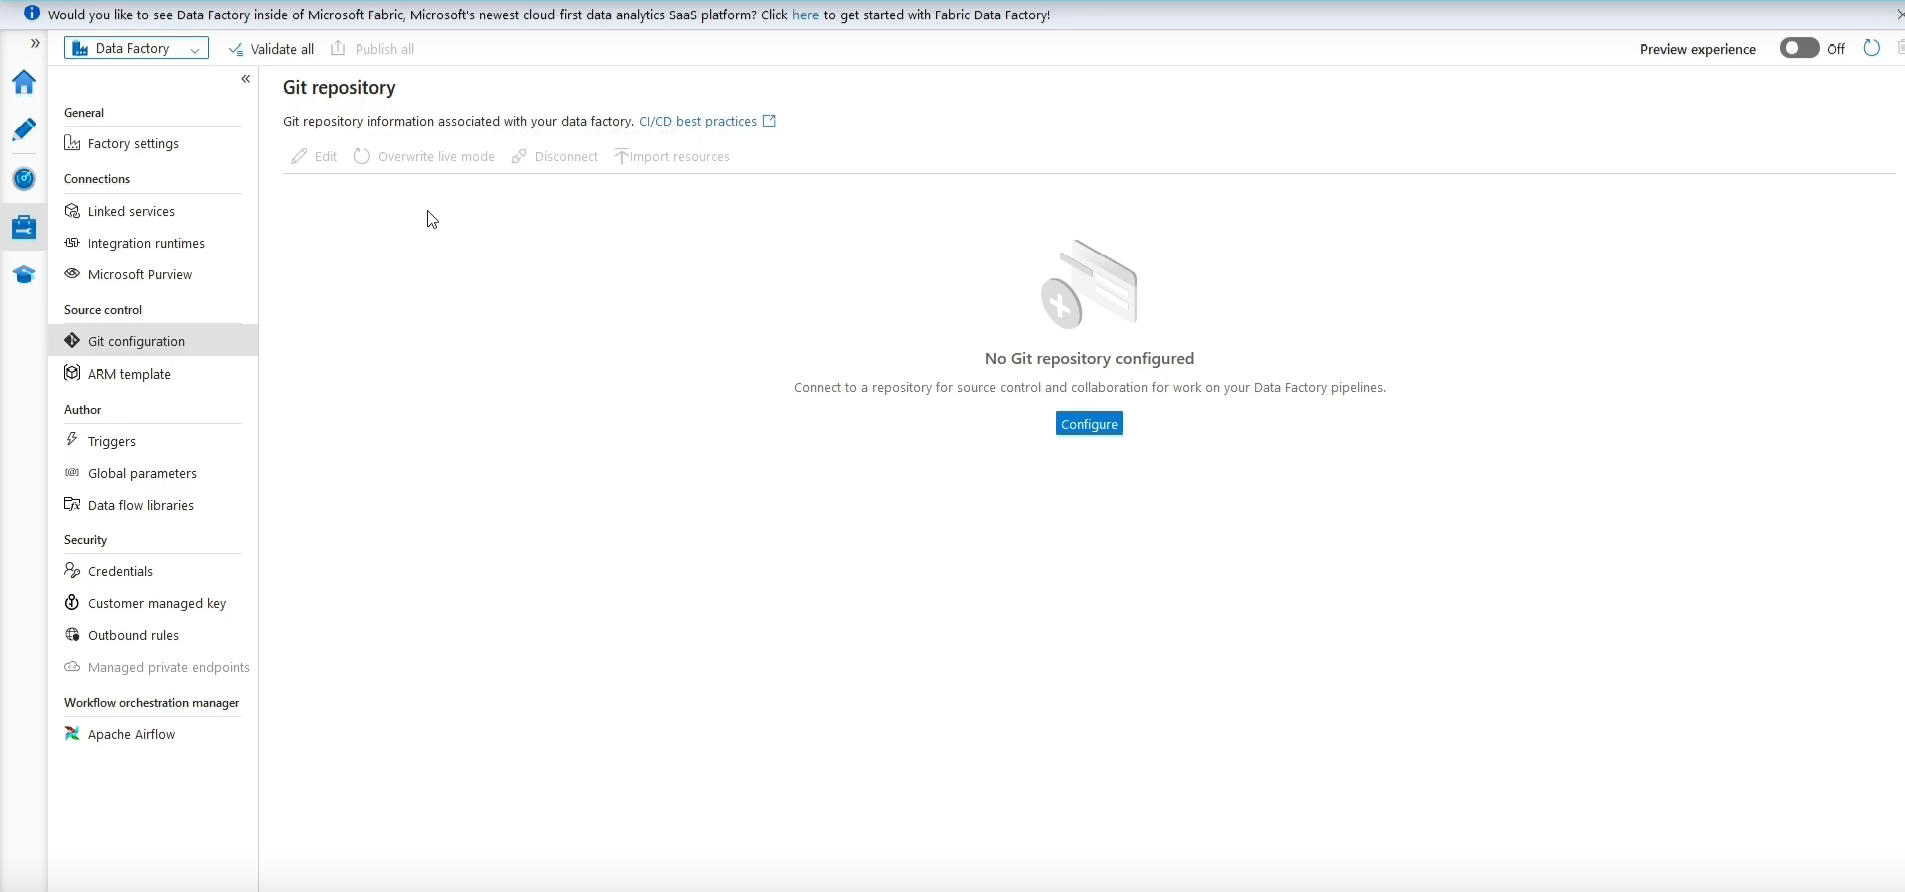 Would you like to see Data Factory inside of Microsoft Fabric, Microsoft's newest cloud-first data analytics SaaS platform? Click here to get started with Fabric Data Factory!
Data Factory
Validate all
Publish all
Preview experience
Off
General
Factory settings
Connections
Linked services
Integration runtimes
Microsoft Purview
Source control
Git configuration
ARM template
Author
Triggers
Global parameters
Data flow libraries
Security
Credentials
Customer managed key
Outbound rules
Managed private endpoints
Workflow orchestration manager
Apache Airflow
Git repository
Git repository information associated with your data factory. CI/CD best practices
Edit Overwrite live mode Disconnect Import resources
No Git repository configured
Connect to a repository for source control and collaboration for work on your Data Factory pipelines.
Configure